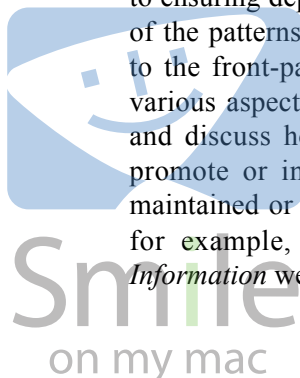 to ensuring dep
of the patterns
to the front-pa
various aspect
and discuss h
promote or in
maintained or
for example,
Information we
Smile
on my mac